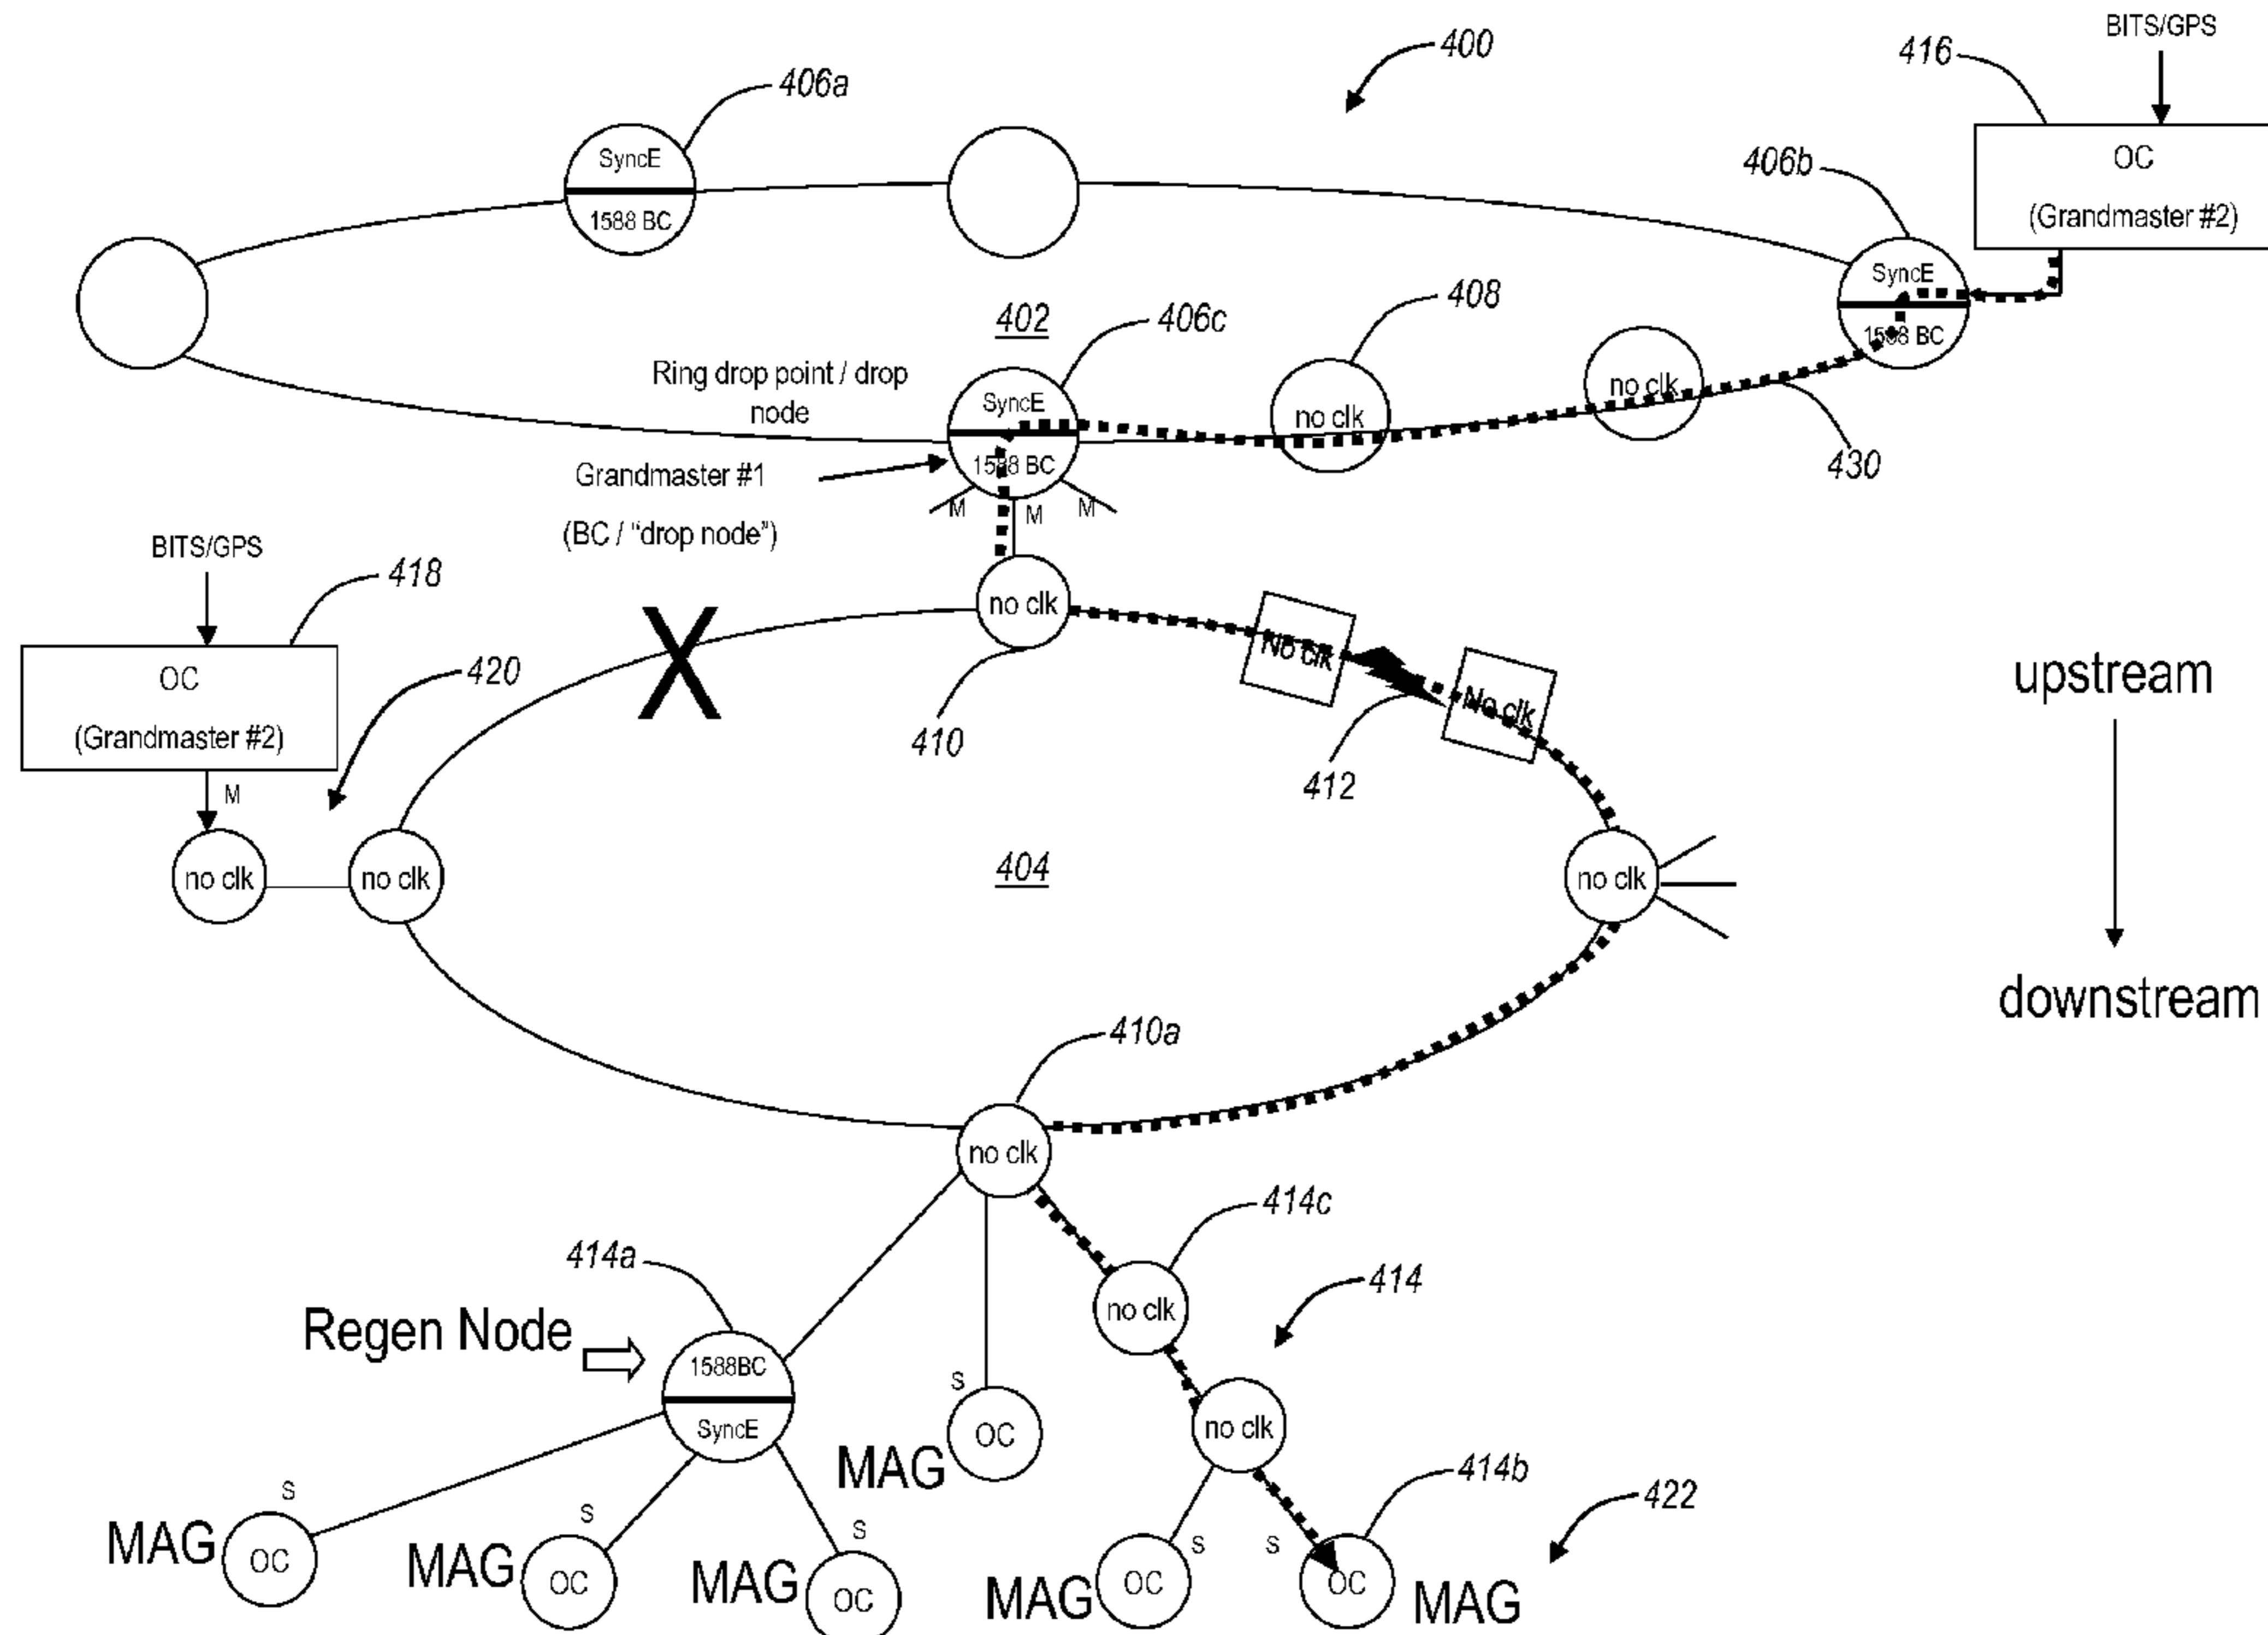 BITS/GPS
400
416
406a
OC
(Grandmaster #2)
406b
SyncE
1588 BC
SyncE
1588 BC
402
406c
408
Ring drop point / drop
node
SyncE
1588 BC
no clk
no clk
430
Grandmaster #1
(BC / “drop node”)
M
M
M
BITS/GPS
418
OC
(Grandmaster #2)
M
420
no clk
410
X
No clk
No clk
412
upstream
downstream
no clk
no clk
404
no clk
410a
no clk
414c
no clk
414
414a
Regen Node
1588BC
SyncE
S
OC
MAG
no clk
414b
422
S
MAG
OC
S
MAG
OC
S
MAG
OC
S
MAG
OC
S
OC
MAG